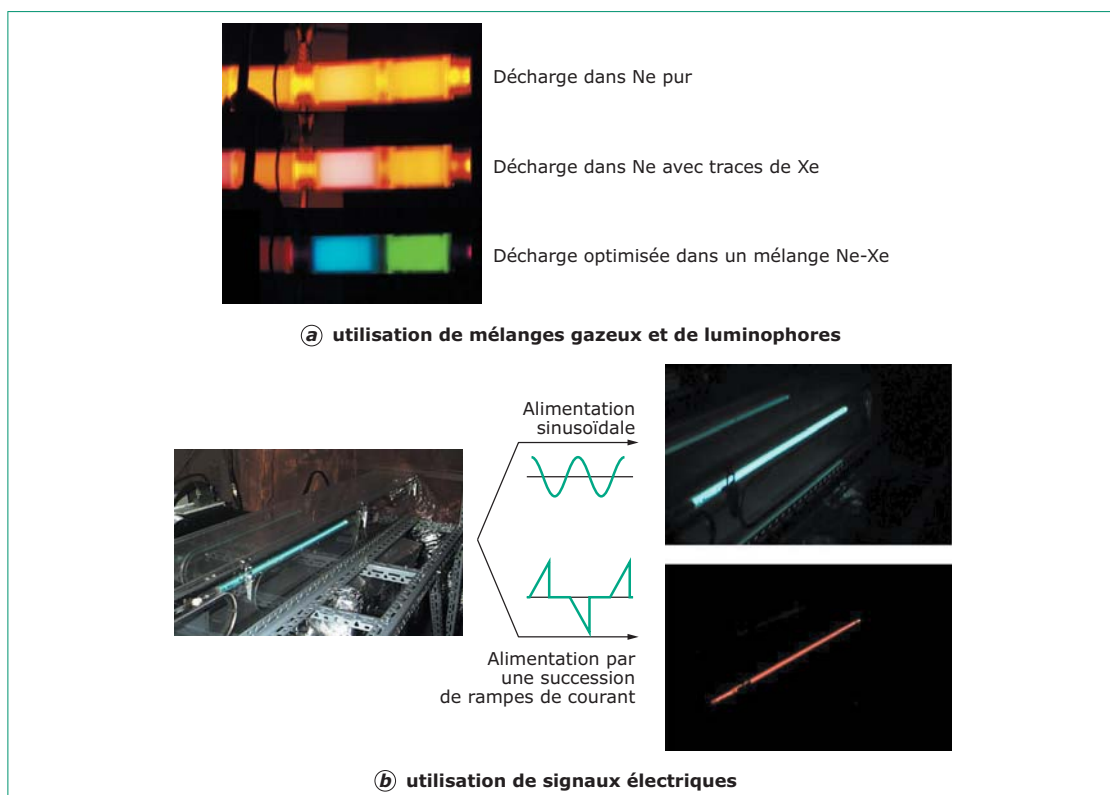 Décharge dans Ne pur
Décharge dans Ne avec traces de Xe
Décharge optimisée dans un mélange Ne-Xe
a utilisation de mélanges gazeux et de luminophores
Alimentation
sinusoïdale
Alimentation par
une succession
de rampes de courant
b utilisation de signaux électriques